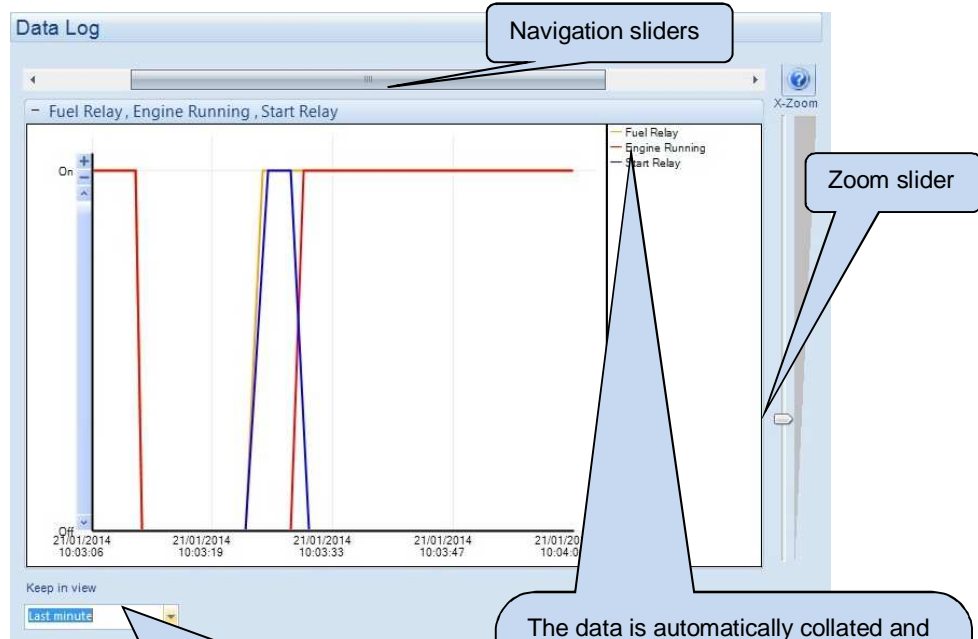 Data Log
Navigation sliders
X-Zoom
− Fuel Relay , Engine Running , Start Relay
Fuel Relay
Engine Running
Start Relay
Zoom slider
On
Off
21/01/2014
10:03:06
21/01/2014
10:03:19
21/01/2014
10:03:33
21/01/2014
10:03:47
Keep in view
Last minute
The data is automatically collated and